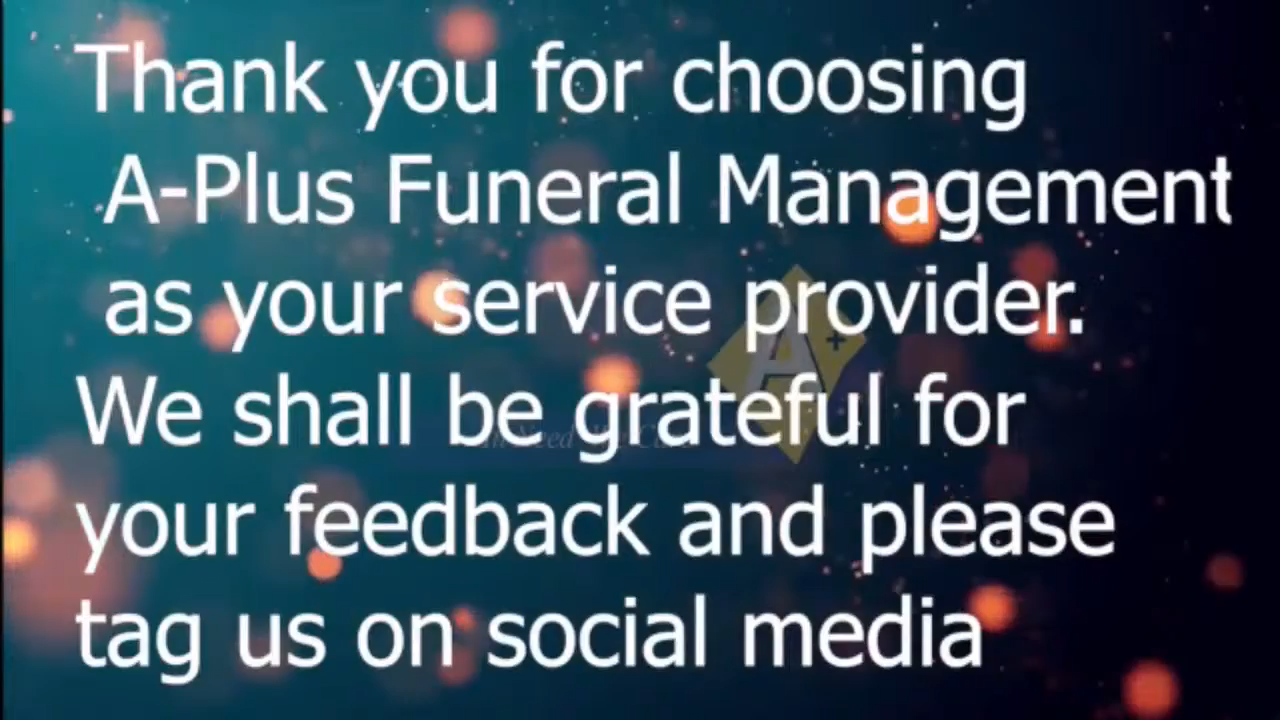 Thank you for choosing
A-Plus Funeral Management
as your service provider.
A+
We shall be grateful for
your feedback and please
tag us on social media